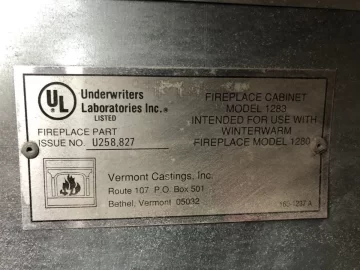 UL
Underwriters
Laboratories Inc.®
LISTED
FIREPLACE PART
ISSUE NO. U258,827
FIREPLACE CABINET
MODEL 1283
INTENDED FOR USE WITH
WINTERWARM
FIREPLACE MODEL 1280
Vermont Castings, Inc.
Route 107 P.O. Box 501
Bethel, Vermont 05032